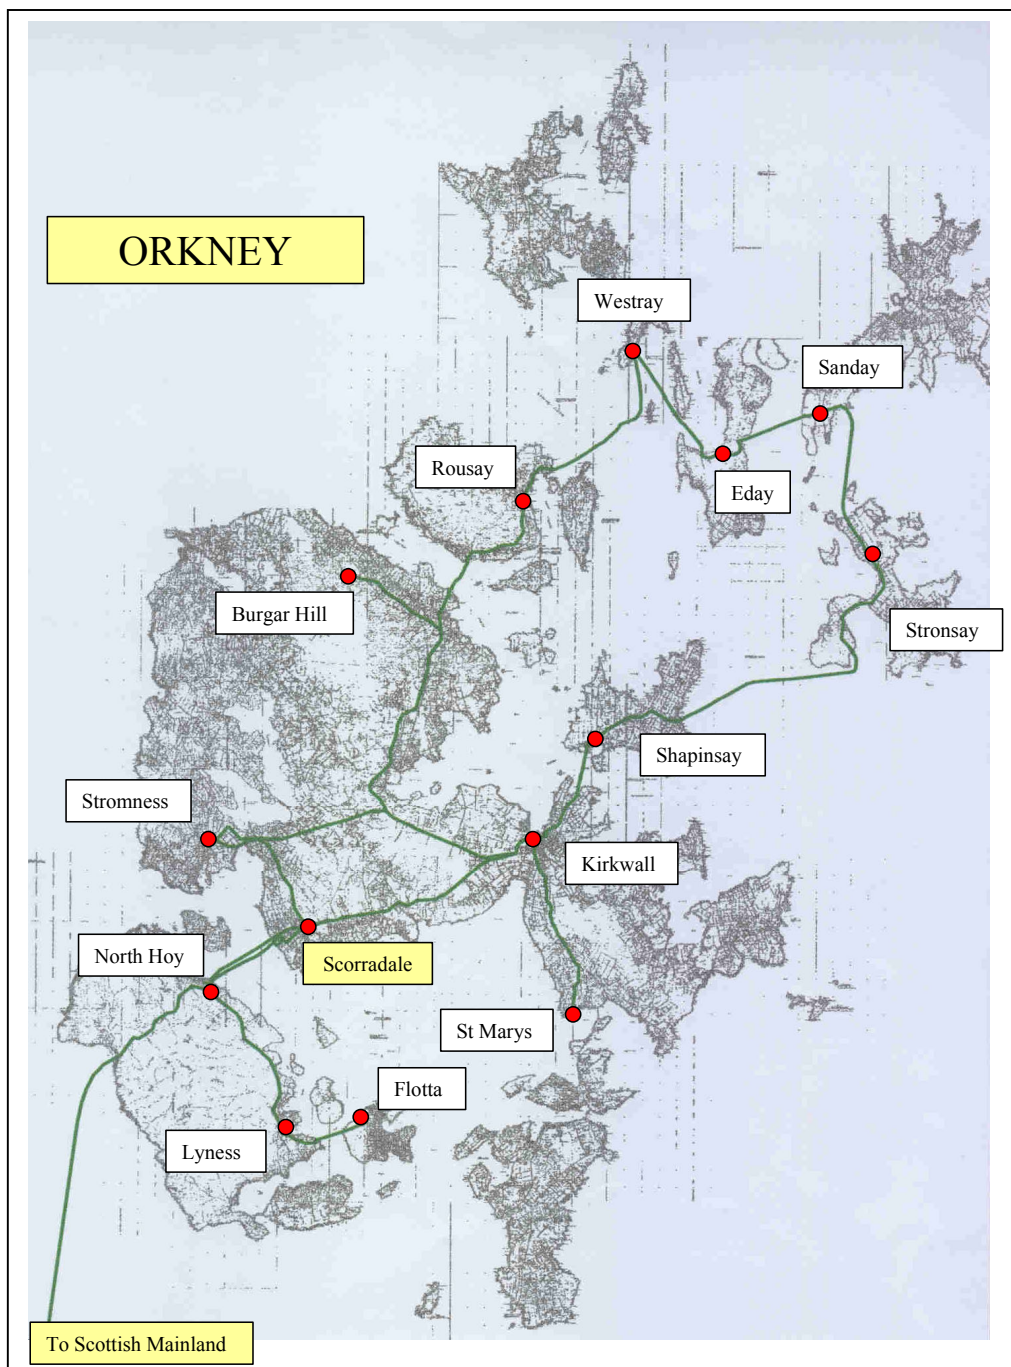 ORKNEY
Westray
Sanday
Rousay
Eday
Burgar Hill
Stronsay
Shapinsay
Stromness
Kirkwall
North Hoy
Scorradale
St Marys
Flotta
Lyness
To Scottish Mainland